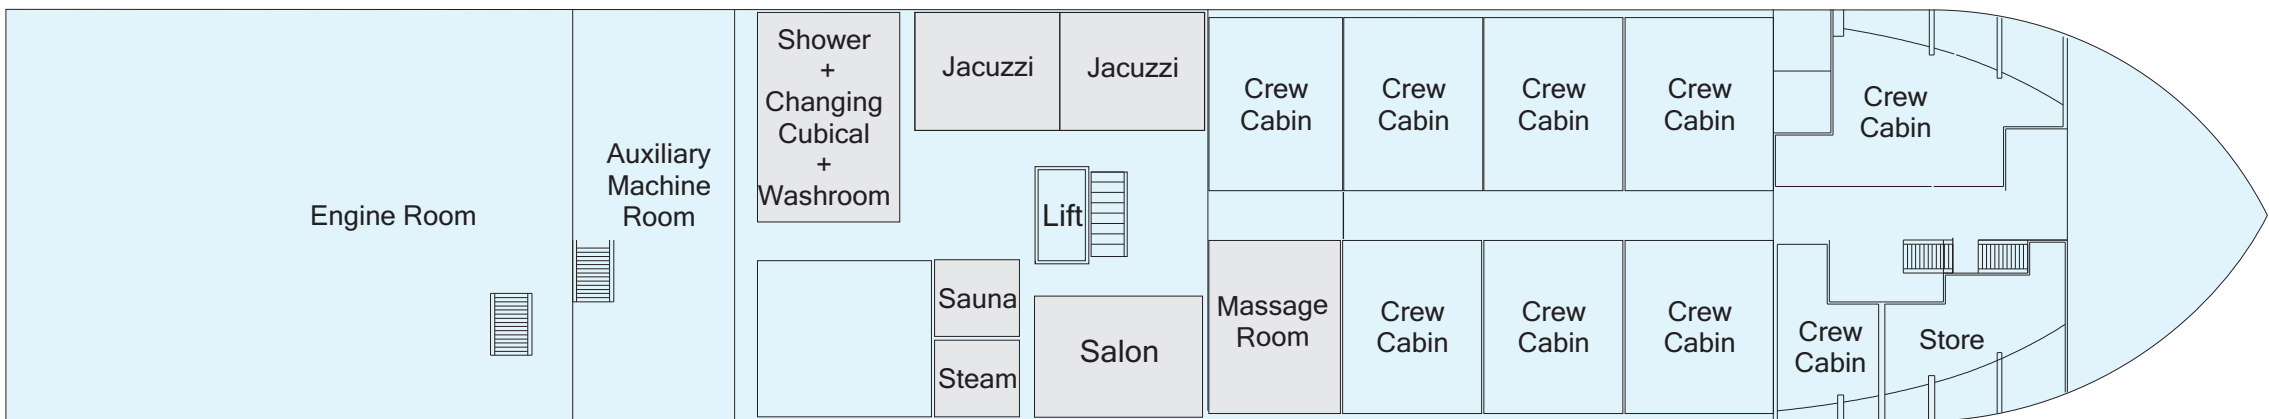 Engine Room
Auxiliary
Machine
Room
Shower
+
Changing
Cubical
+
Washroom
Jacuzzi
Jacuzzi
Lift
Sauna
Steam
Salon
Crew
Cabin
Crew
Cabin
Crew
Cabin
Crew
Cabin
Crew
Cabin
Massage
Room
Crew
Cabin
Crew
Cabin
Crew
Cabin
Crew
Cabin
Store